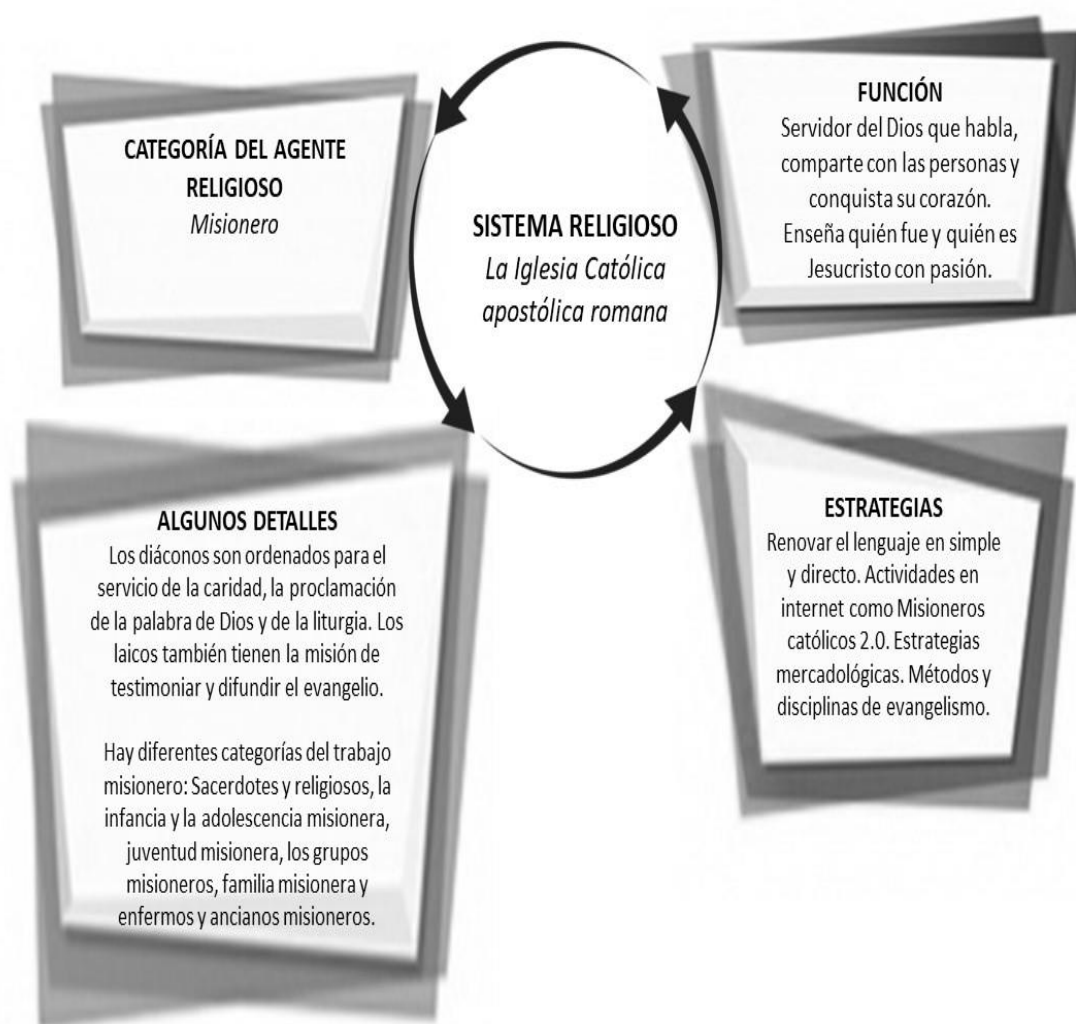 CATEGORÍA DEL AGENTE
RELIGIOSO
Misionero
SISTEMA RELIGIOSO
La Iglesia Católica
apostólica romana
FUNCIÓN
Servidor del Dios que habla,
comparte con las personas y
conquista su corazón.
Enseña quién fue y quién es
Jesucristo con pasión.
ALGUNOS DETALLES
Los diáconos son ordenados para el
servicio de la caridad, la proclamación
de la palabra de Dios y de la liturgia. Los
laicos también tienen la misión de
testimoniar y difundir el evangelio.
Hay diferentes categorías del trabajo
misionero: Sacerdotes y religiosos, la
infancia y la adolescencia misionera,
juventud misionera, los grupos
misioneros, familia misionera y
enfermos y ancianos misioneros.
ESTRATEGIAS
Renovar el lenguaje en simple
y directo. Actividades en
internet como Misioneros
católicos 2.0. Estrategias
mercadológicas. Métodos y
disciplinas de evangelismo.